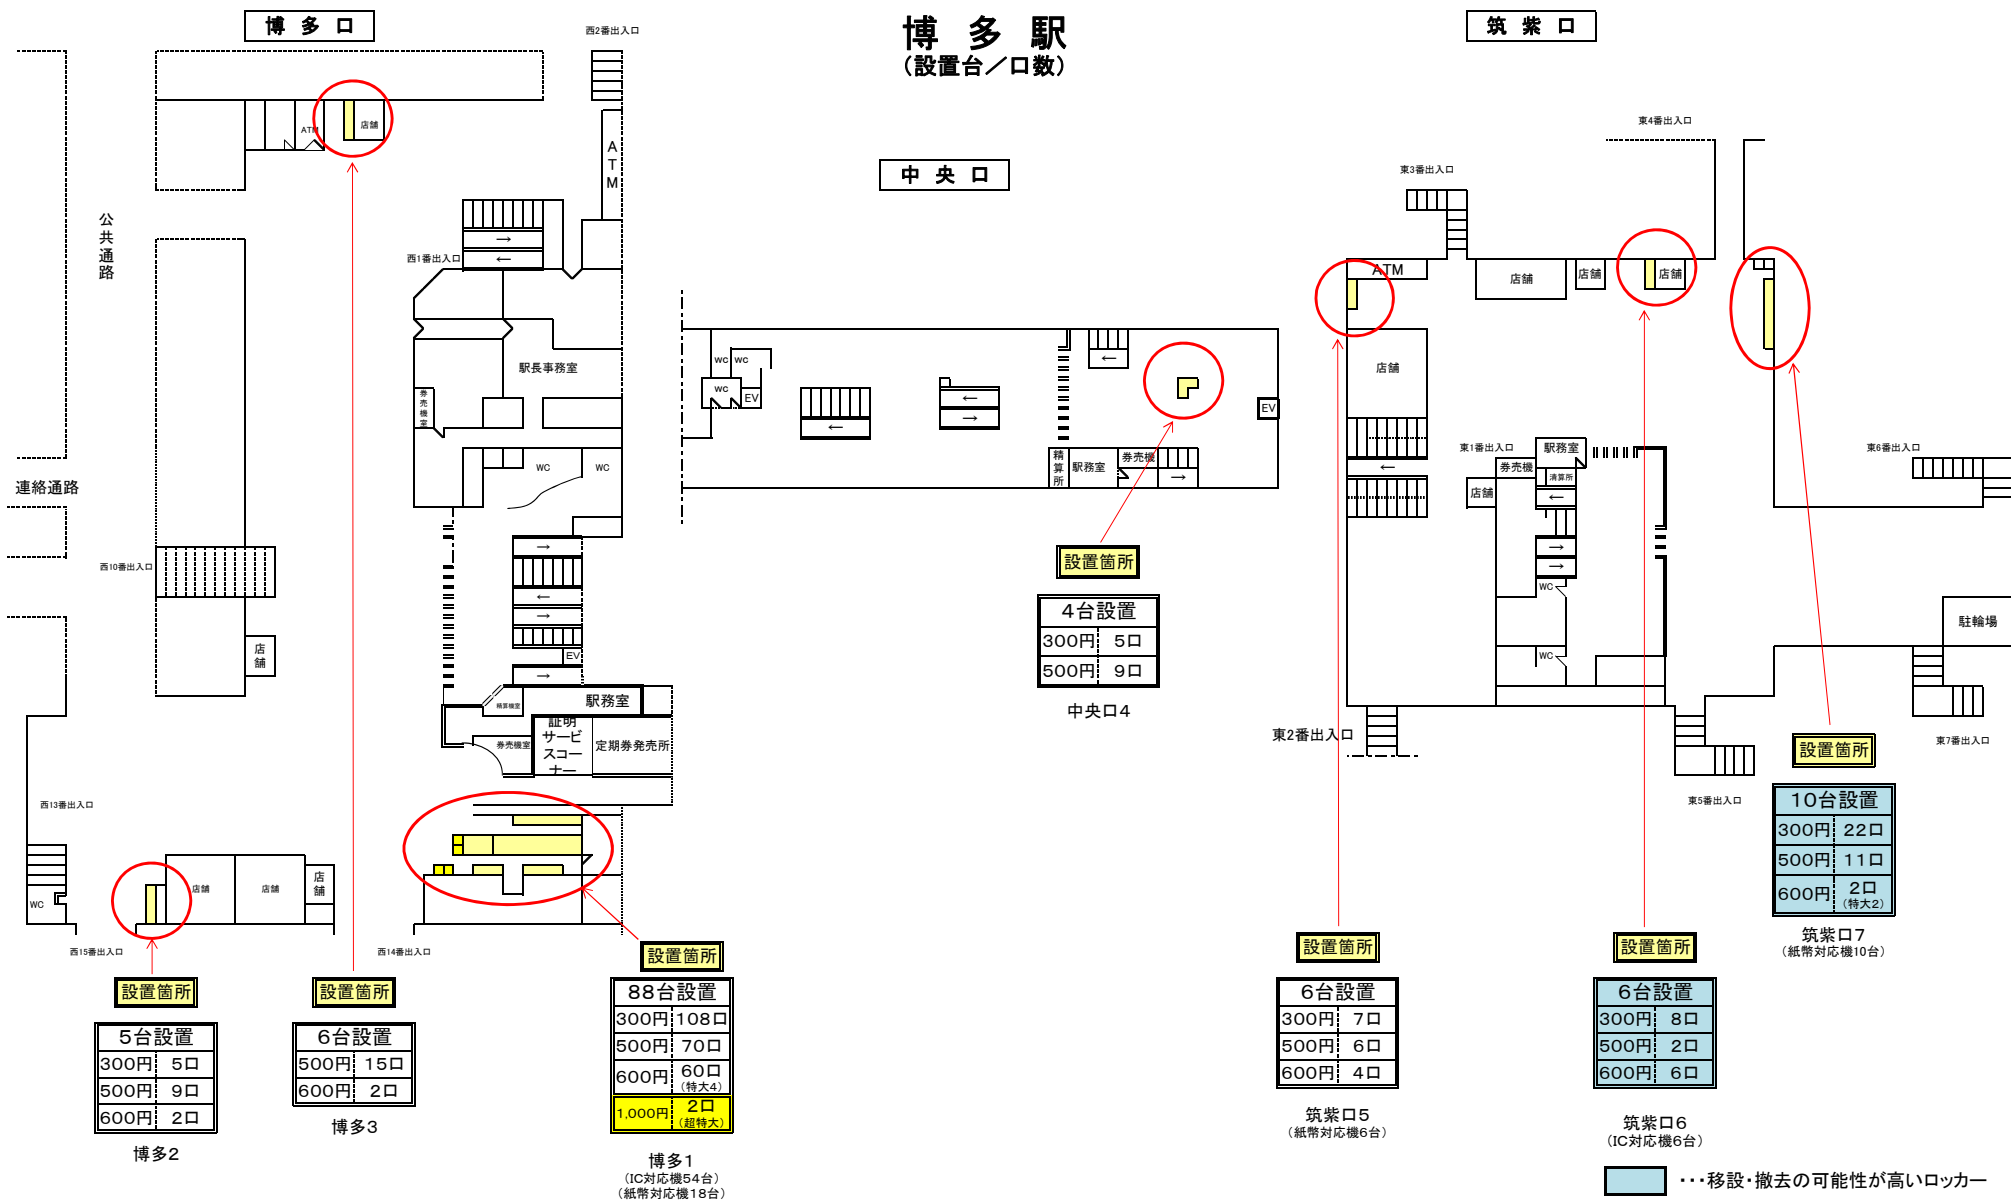 博多駅
（設置台／口数）
博多口
中央口
筑紫口
西2番出入口
ATM
店舗
ATM
公共通路
西1番出入口
駅長事務室
券売機室
WC
WC
連絡通路
西10番出入口
店舗
→
←
→
←
→
EV
→
駅務室
精算機室
券売機室
証明
サービ
スコー
ナー
定期券発売所
西13番出入口
WC
店舗
店舗
店舗
西15番出入口
西14番出入口
WC
WC
WC
EV
←
←
→
←
精算所
駅務室
券売機
→
EV
東4番出入口
東3番出入口
ATM
店舗
店舗
店舗
店舗
←
東1番出入口
駅務室
券売機
清算所
店舗
←
→
→
WC
WC
東6番出入口
駐輪場
東7番出入口
東2番出入口
東5番出入口
設置箇所
5台設置
300円 5口
500円 9口
600円 2口
博多2
設置箇所
6台設置
500円 15口
600円 2口
博多3
設置箇所
88台設置
300円 108口
500円 70口
600円 60口
（特大4）
1,000円 2口
（超特大）
博多1
（IC対応機54台）
（紙幣対応機18台）
設置箇所
4台設置
300円 5口
500円 9口
中央口4
設置箇所
6台設置
300円 7口
500円 6口
600円 4口
筑紫口5
（紙幣対応機6台）
設置箇所
6台設置
300円 8口
500円 2口
600円 6口
筑紫口6
（IC対応機6台）
設置箇所
10台設置
300円 22口
500円 11口
600円 2口
（特大2）
筑紫口7
（紙幣対応機10台）
･･･移設･撤去の可能性が高いロッカー